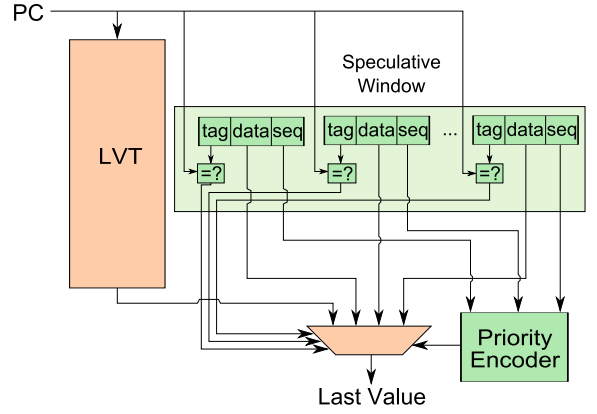 PC
Speculative
Window
LVT
tag data seq
tag data seq
...
tag data seq
=?
=?
=?
Priority
Encoder
Last Value